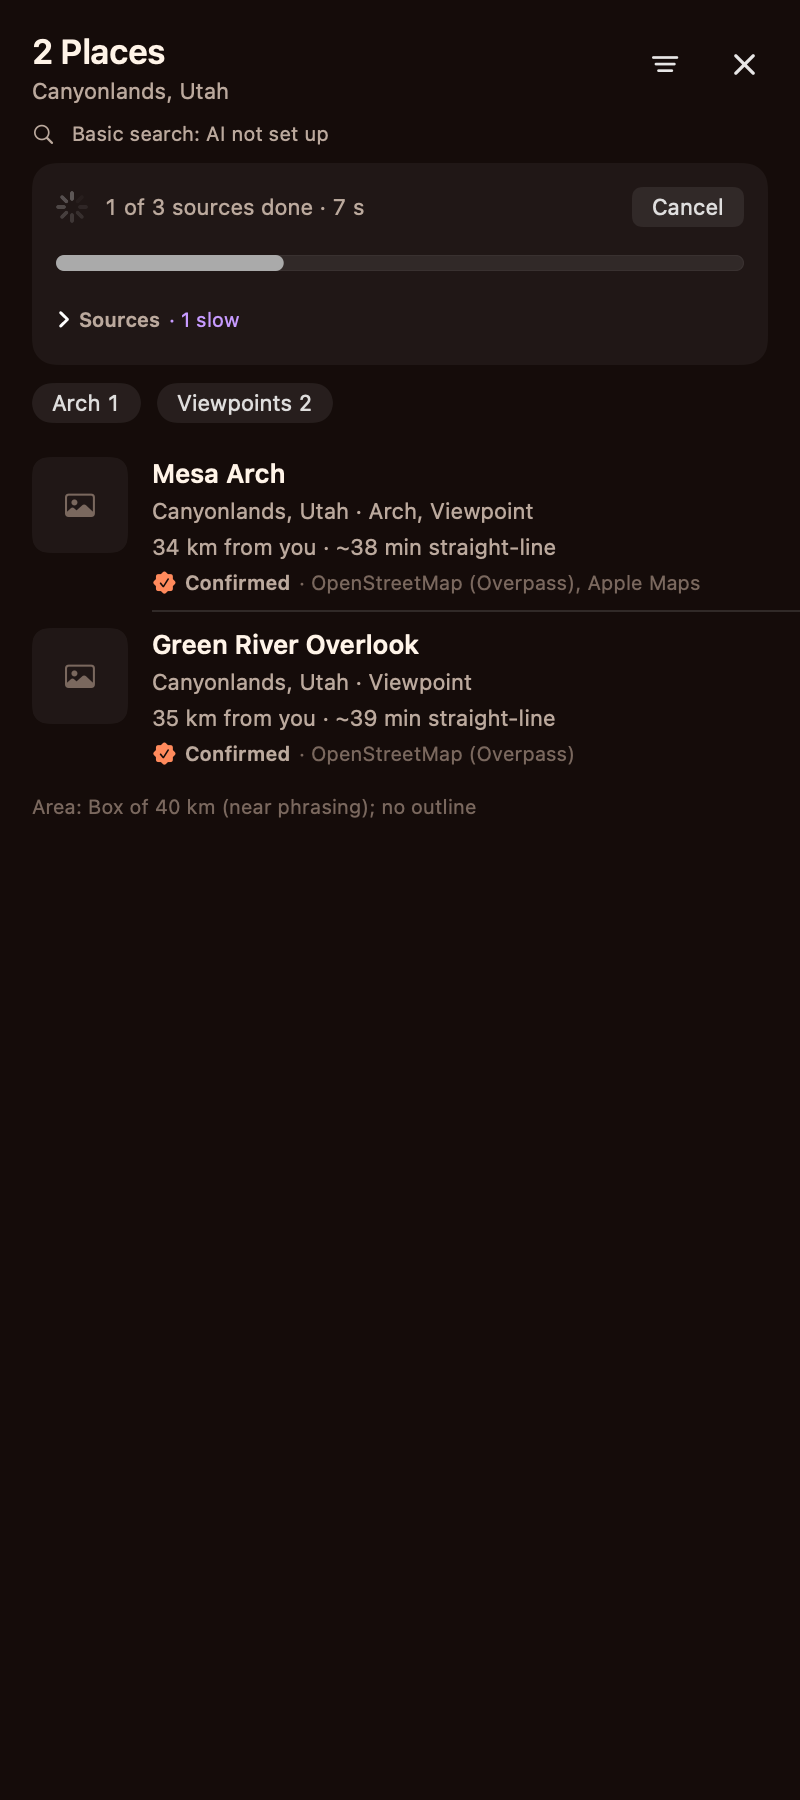 2 Places
Canyonlands, Utah
Basic search: AI not set up
1 of 3 sources done · 7 s
Cancel
Sources · 1 slow
Arch 1
Viewpoints 2
Mesa Arch
Canyonlands, Utah · Arch, Viewpoint
34 km from you · ~38 min straight-line
Confirmed · OpenStreetMap (Overpass), Apple Maps
Green River Overlook
Canyonlands, Utah · Viewpoint
35 km from you · ~39 min straight-line
Confirmed · OpenStreetMap (Overpass)
Area: Box of 40 km (near phrasing); no outline